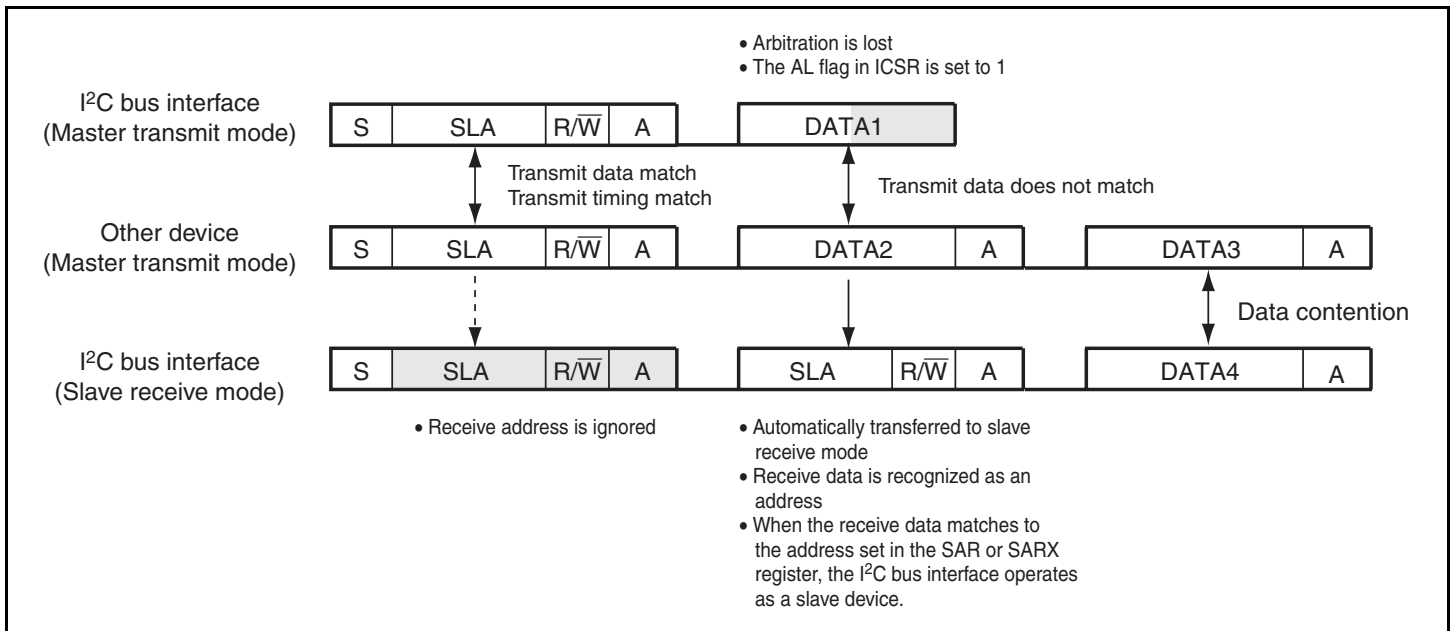 • Arbitration is lost
• The AL flag in ICSR is set to 1
I²C bus interface
(Master transmit mode)
S SLA R/W̅ A DATA1
Transmit data match
Transmit timing match
Transmit data does not match
Other device
(Master transmit mode)
S SLA R/W̅ A DATA2 A DATA3 A
Data contention
I²C bus interface
(Slave receive mode)
S SLA R/W̅ A SLA R/W̅ A DATA4 A
• Receive address is ignored
• Automatically transferred to slave
receive mode
• Receive data is recognized as an
address
• When the receive data matches to
the address set in the SAR or SARX
register, the I²C bus interface operates
as a slave device.